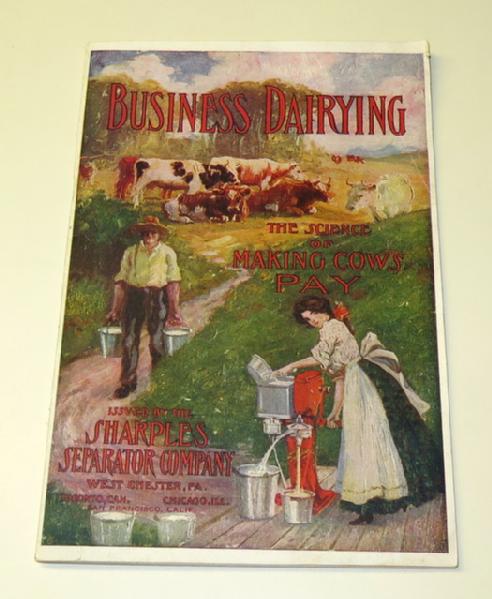 BUSINESS DAIRYING
OR
THE SCIENCE
OF
MAKING COWS
PAY
ISSUED BY THE
SHARPLES
SEPARATOR COMPANY
WEST CHESTER, PA.
TORONTO, CAN. CHICAGO, ILL.
SAN FRANCISCO, CALIF.